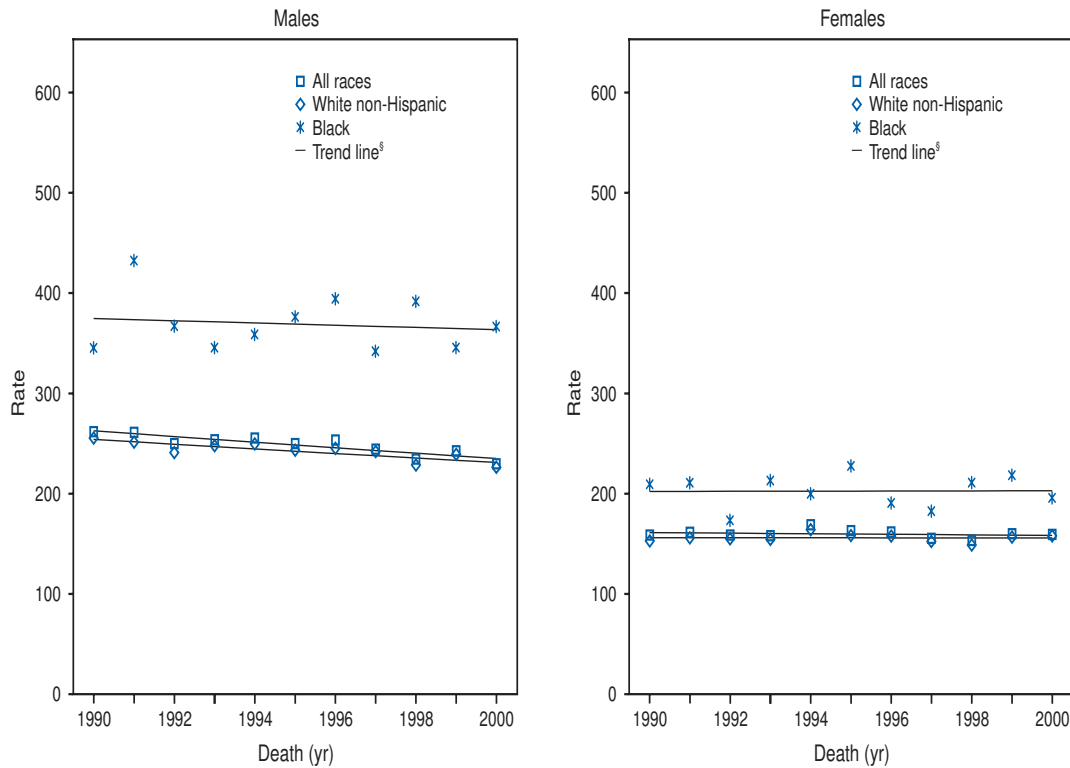 Males
All races
White non-Hispanic
Black
Trend line§
600
500
400
300
200
100
0
Rate
1990
1992
1994
1996
1998
2000
Death (yr)
Females
All races
White non-Hispanic
Black
Trend line§
600
500
400
300
200
100
0
Rate
1990
1992
1994
1996
1998
2000
Death (yr)